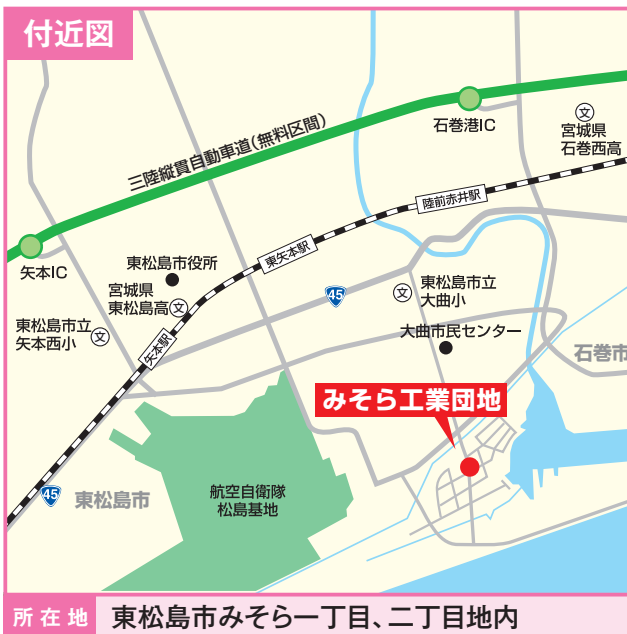 付近図
三陸縦貫自動車道(無料区間)
石巻港IC
文
宮城県
石巻西高
陸前赤井駅
矢本IC
東松島市役所
東矢本駅
宮城県
東松島高
文
45
文
東松島市立
大曲小
東松島市立
矢本西小
文
矢本駅
大曲市民センター
石巻市
みそら工業団地
45
東松島市
航空自衛隊
松島基地
所在地 東松島市みそら一丁目、二丁目地内